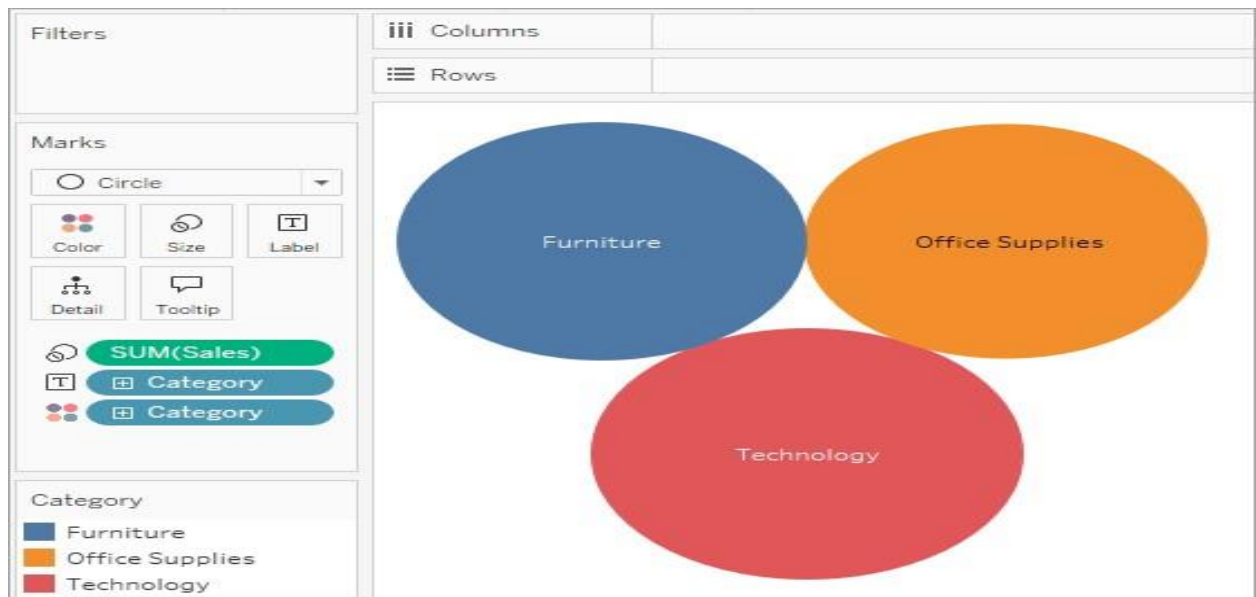 Filters
Columns
Rows
Marks
Circle
Color
Size
T
Label
Detail
Tooltip
SUM(Sales)
T
Category
Category
Category
Furniture
Office Supplies
Technology
Furniture
Office Supplies
Technology